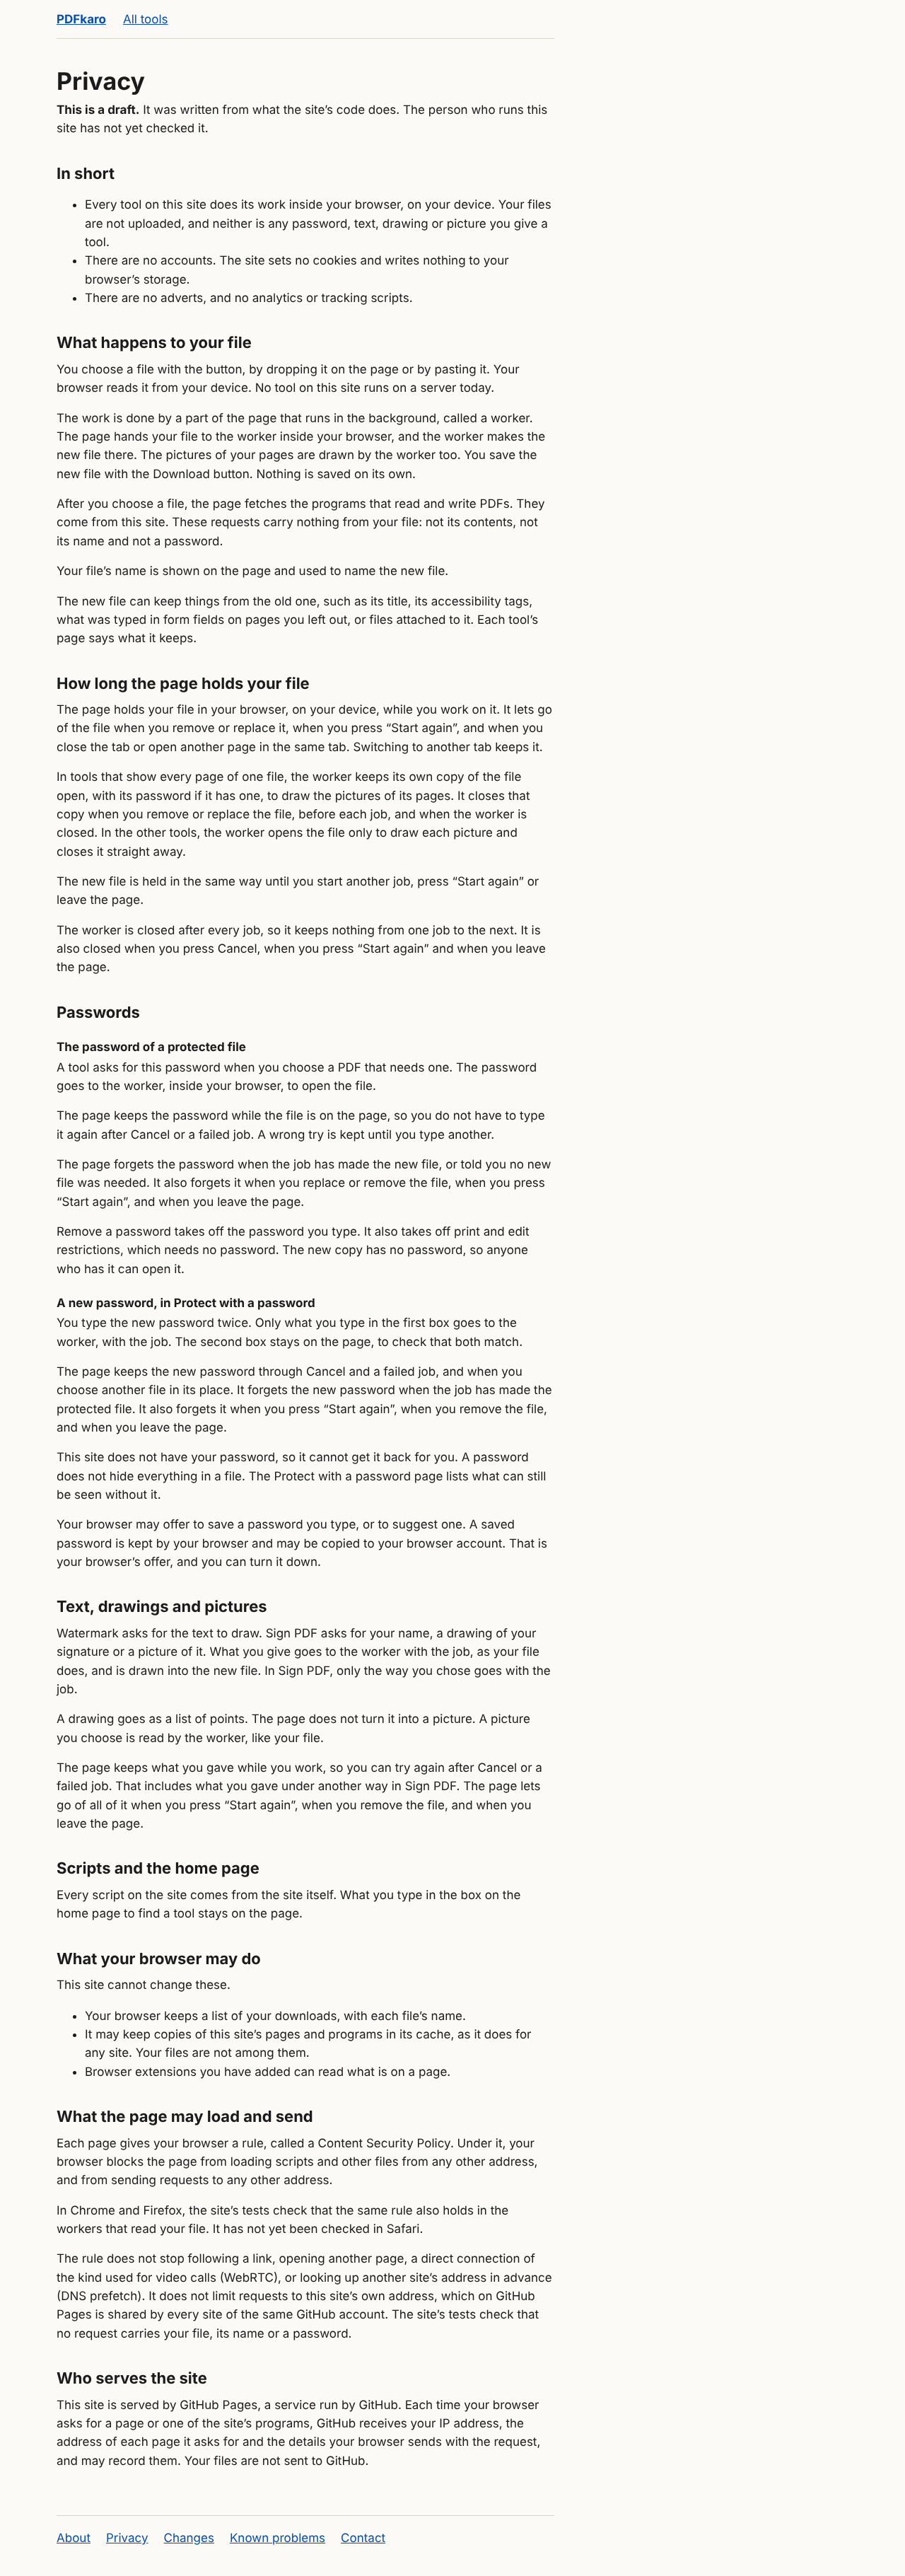 PDFkaro All tools
Privacy
This is a draft. It was written from what the site’s code does. The person who runs this
site has not yet checked it.
In short
• Every tool on this site does its work inside your browser, on your device. Your files
are not uploaded, and neither is any password, text, drawing or picture you give a
tool.
• There are no accounts. The site sets no cookies and writes nothing to your
browser’s storage.
• There are no adverts, and no analytics or tracking scripts.
What happens to your file
You choose a file with the button, by dropping it on the page or by pasting it. Your
browser reads it from your device. No tool on this site runs on a server today.
The work is done by a part of the page that runs in the background, called a worker.
The page hands your file to the worker inside your browser, and the worker makes the
new file there. The pictures of your pages are drawn by the worker too. You save the
new file with the Download button. Nothing is saved on its own.
After you choose a file, the page fetches the programs that read and write PDFs. They
come from this site. These requests carry nothing from your file: not its contents, not
its name and not a password.
Your file’s name is shown on the page and used to name the new file.
The new file can keep things from the old one, such as its title, its accessibility tags,
what was typed in form fields on pages you left out, or files attached to it. Each tool’s
page says what it keeps.
How long the page holds your file
The page holds your file in your browser, on your device, while you work on it. It lets go
of the file when you remove or replace it, when you press “Start again”, and when you
close the tab or open another page in the same tab. Switching to another tab keeps it.
In tools that show every page of one file, the worker keeps its own copy of the file
open, with its password if it has one, to draw the pictures of its pages. It closes that
copy when you remove or replace the file, before each job, and when the worker is
closed. In the other tools, the worker opens the file only to draw each picture and
closes it straight away.
The new file is held in the same way until you start another job, press “Start again” or
leave the page.
The worker is closed after every job, so it keeps nothing from one job to the next. It is
also closed when you press Cancel, when you press “Start again” and when you leave
the page.
Passwords
The password of a protected file
A tool asks for this password when you choose a PDF that needs one. The password
goes to the worker, inside your browser, to open the file.
The page keeps the password while the file is on the page, so you do not have to type
it again after Cancel or a failed job. A wrong try is kept until you type another.
The page forgets the password when the job has made the new file, or told you no new
file was needed. It also forgets it when you replace or remove the file, when you press
“Start again”, and when you leave the page.
Remove a password takes off the password you type. It also takes off print and edit
restrictions, which needs no password. The new copy has no password, so anyone
who has it can open it.
A new password, in Protect with a password
You type the new password twice. Only what you type in the first box goes to the
worker, with the job. The second box stays on the page, to check that both match.
The page keeps the new password through Cancel and a failed job, and when you
choose another file in its place. It forgets the new password when the job has made the
protected file. It also forgets it when you press “Start again”, when you remove the file,
and when you leave the page.
This site does not have your password, so it cannot get it back for you. A password
does not hide everything in a file. The Protect with a password page lists what can still
be seen without it.
Your browser may offer to save a password you type, or to suggest one. A saved
password is kept by your browser and may be copied to your browser account. That is
your browser’s offer, and you can turn it down.
Text, drawings and pictures
Watermark asks for the text to draw. Sign PDF asks for your name, a drawing of your
signature or a picture of it. What you give goes to the worker with the job, as your file
does, and is drawn into the new file. In Sign PDF, only the way you chose goes with the
job.
A drawing goes as a list of points. The page does not turn it into a picture. A picture
you choose is read by the worker, like your file.
The page keeps what you gave while you work, so you can try again after Cancel or a
failed job. That includes what you gave under another way in Sign PDF. The page lets
go of all of it when you press “Start again”, when you remove the file, and when you
leave the page.
Scripts and the home page
Every script on the site comes from the site itself. What you type in the box on the
home page to find a tool stays on the page.
What your browser may do
This site cannot change these.
• Your browser keeps a list of your downloads, with each file’s name.
• It may keep copies of this site’s pages and programs in its cache, as it does for
any site. Your files are not among them.
• Browser extensions you have added can read what is on a page.
What the page may load and send
Each page gives your browser a rule, called a Content Security Policy. Under it, your
browser blocks the page from loading scripts and other files from any other address,
and from sending requests to any other address.
In Chrome and Firefox, the site’s tests check that the same rule also holds in the
workers that read your file. It has not yet been checked in Safari.
The rule does not stop following a link, opening another page, a direct connection of
the kind used for video calls (WebRTC), or looking up another site’s address in advance
(DNS prefetch). It does not limit requests to this site’s own address, which on GitHub
Pages is shared by every site of the same GitHub account. The site’s tests check that
no request carries your file, its name or a password.
Who serves the site
This site is served by GitHub Pages, a service run by GitHub. Each time your browser
asks for a page or one of the site’s programs, GitHub receives your IP address, the
address of each page it asks for and the details your browser sends with the request,
and may record them. Your files are not sent to GitHub.
About Privacy Changes Known problems Contact